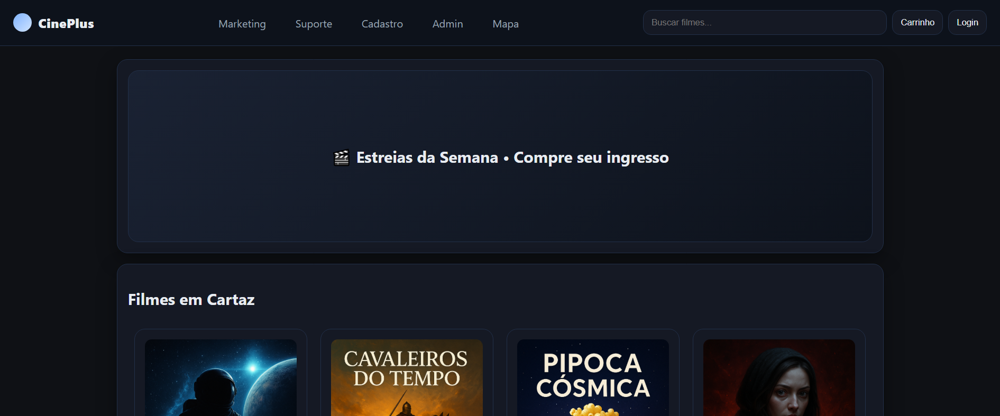 CinePlus
Marketing
Suporte
Cadastro
Admin
Mapa
Buscar filmes...
Carrinho
Login
🎬 Estreias da Semana • Compre seu ingresso
Filmes em Cartaz
CAVALEIROS
DO TEMPO
PIPOCA
CÓSMICA